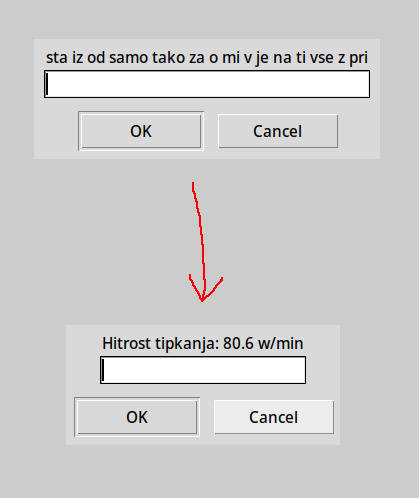 sta iz od samo tako za o mi v je na ti vse z pri
OK Cancel
Hitrost tipkanja: 80.6 w/min
OK Cancel